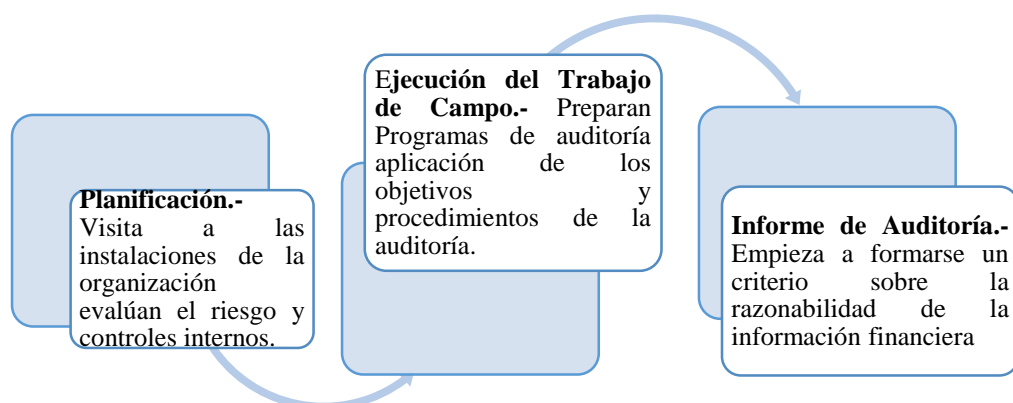 Planificación.-
Visita a las
instalaciones de la
organización
evalúan el riesgo y
controles internos.
Ejecución del Trabajo
de Campo.- Preparan
Programas de auditoría
aplicación de los
objetivos y
procedimientos de la
auditoría.
Informe de Auditoría.-
Empieza a formarse un
criterio sobre la
razonabilidad de la
información financiera